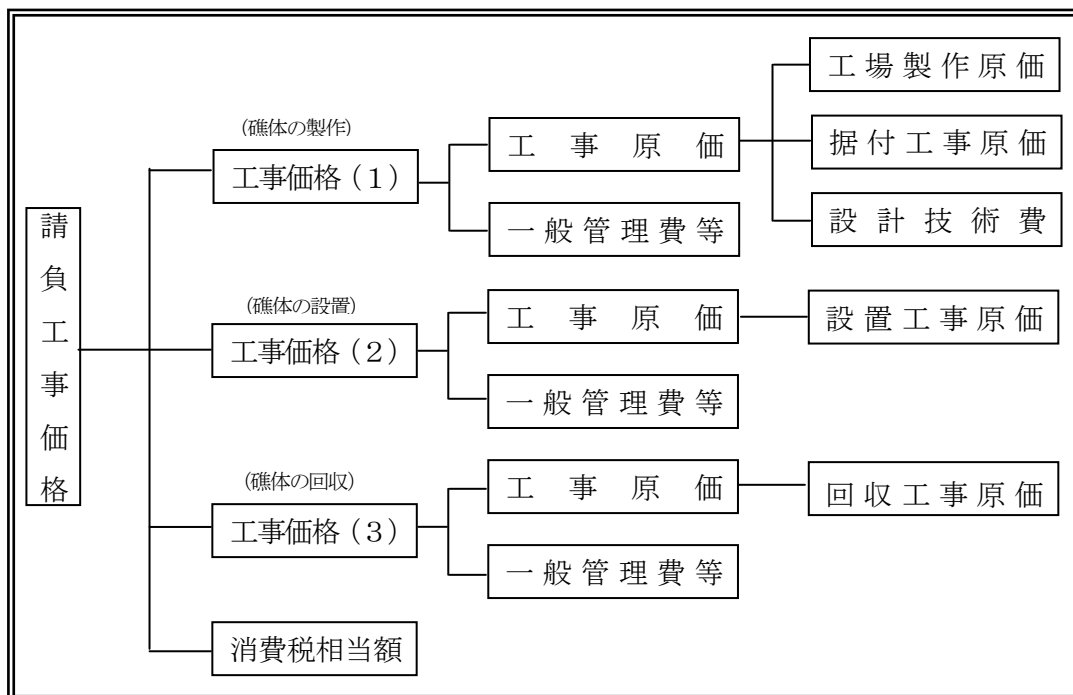 請負工事価格
(礁体の製作)
工事価格(1)
工事原価
工場製作原価
据付工事原価
設計技術費
一般管理費等
(礁体の設置)
工事価格(2)
工事原価
設置工事原価
一般管理費等
(礁体の回収)
工事価格(3)
工事原価
回収工事原価
一般管理費等
消費税相当額